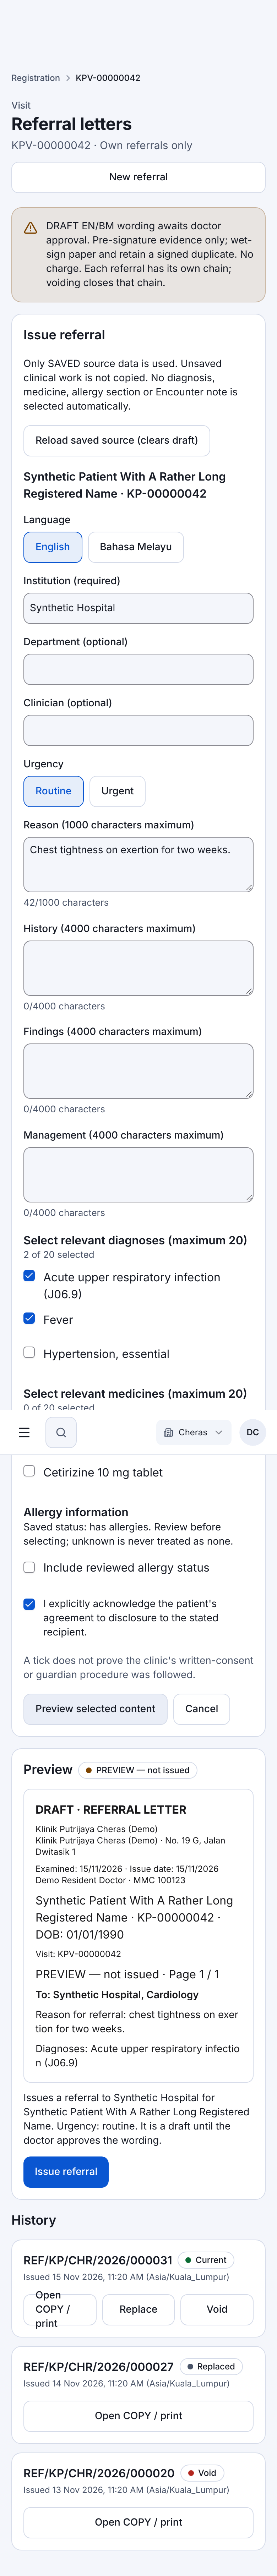 Registration > KPV-00000042
Visit
Referral letters
KPV-00000042 · Own referrals only
New referral
DRAFT EN/BM wording awaits doctor
approval. Pre-signature evidence only; wet-
sign paper and retain a signed duplicate. No
charge. Each referral has its own chain;
voiding closes that chain.
Issue referral
Only SAVED source data is used. Unsaved
clinical work is not copied. No diagnosis,
medicine, allergy section or Encounter note is
selected automatically.
Reload saved source (clears draft)
Synthetic Patient With A Rather Long
Registered Name · KP-00000042
Language
English Bahasa Melayu
Institution (required)
Synthetic Hospital
Department (optional)
Clinician (optional)
Urgency
Routine Urgent
Reason (1000 characters maximum)
Chest tightness on exertion for two weeks.
42/1000 characters
History (4000 characters maximum)
0/4000 characters
Findings (4000 characters maximum)
0/4000 characters
Management (4000 characters maximum)
0/4000 characters
Select relevant diagnoses (maximum 20)
2 of 20 selected
Acute upper respiratory infection
(J06.9)
Fever
Hypertension, essential
Select relevant medicines (maximum 20)
0 of 20 selected
Cheras DC
Cetirizine 10 mg tablet
Allergy information
Saved status: has allergies. Review before
selecting; unknown is never treated as none.
Include reviewed allergy status
I explicitly acknowledge the patient's
agreement to disclosure to the stated
recipient.
A tick does not prove the clinic's written-consent
or guardian procedure was followed.
Preview selected content Cancel
Preview PREVIEW — not issued
DRAFT · REFERRAL LETTER
Klinik Putrijaya Cheras (Demo)
Klinik Putrijaya Cheras (Demo) · No. 19 G, Jalan
Dwitasik 1
Examined: 15/11/2026 · Issue date: 15/11/2026
Demo Resident Doctor · MMC 100123
Synthetic Patient With A Rather Long
Registered Name · KP-00000042 ·
DOB: 01/01/1990
Visit: KPV-00000042
PREVIEW — not issued · Page 1 / 1
To: Synthetic Hospital, Cardiology
Reason for referral: chest tightness on exer
tion for two weeks.
Diagnoses: Acute upper respiratory infectio
n (J06.9)
Issues a referral to Synthetic Hospital for
Synthetic Patient With A Rather Long Registered
Name. Urgency: routine. It is a draft until the
doctor approves the wording.
Issue referral
History
REF/KP/CHR/2026/000031 Current
Issued 15 Nov 2026, 11:20 AM (Asia/Kuala_Lumpur)
Open
COPY / Replace Void
print
REF/KP/CHR/2026/000027 Replaced
Issued 14 Nov 2026, 11:20 AM (Asia/Kuala_Lumpur)
Open COPY / print
REF/KP/CHR/2026/000020 Void
Issued 13 Nov 2026, 11:20 AM (Asia/Kuala_Lumpur)
Open COPY / print